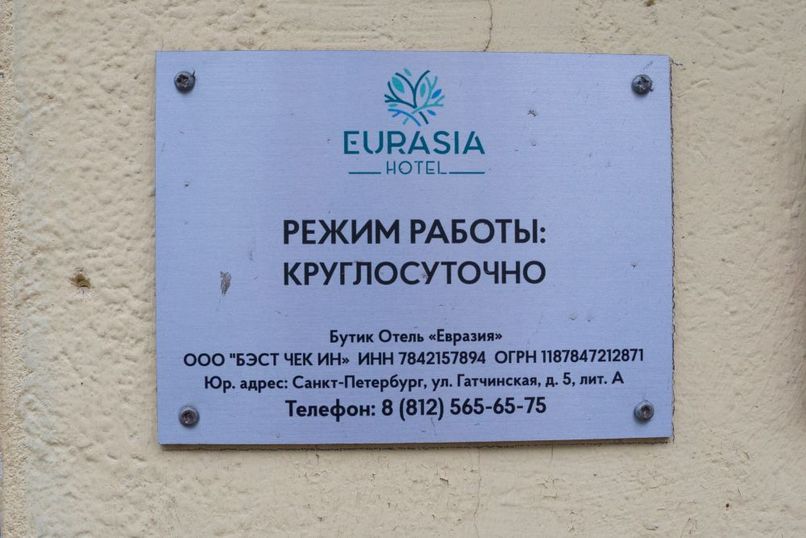 EURASIA
HOTEL
РЕЖИМ РАБОТЫ:
КРУГЛОСУТОЧНО
Бутик Отель «Евразия»
ООО "БЭСТ ЧЕК ИН» ИНН 7842157894 ОГРН 1187847212871
Юр. адрес: Санкт-Петербург, ул. Гатчинская, д. 5, лит. А
Телефон: 8 (812) 565-65-75